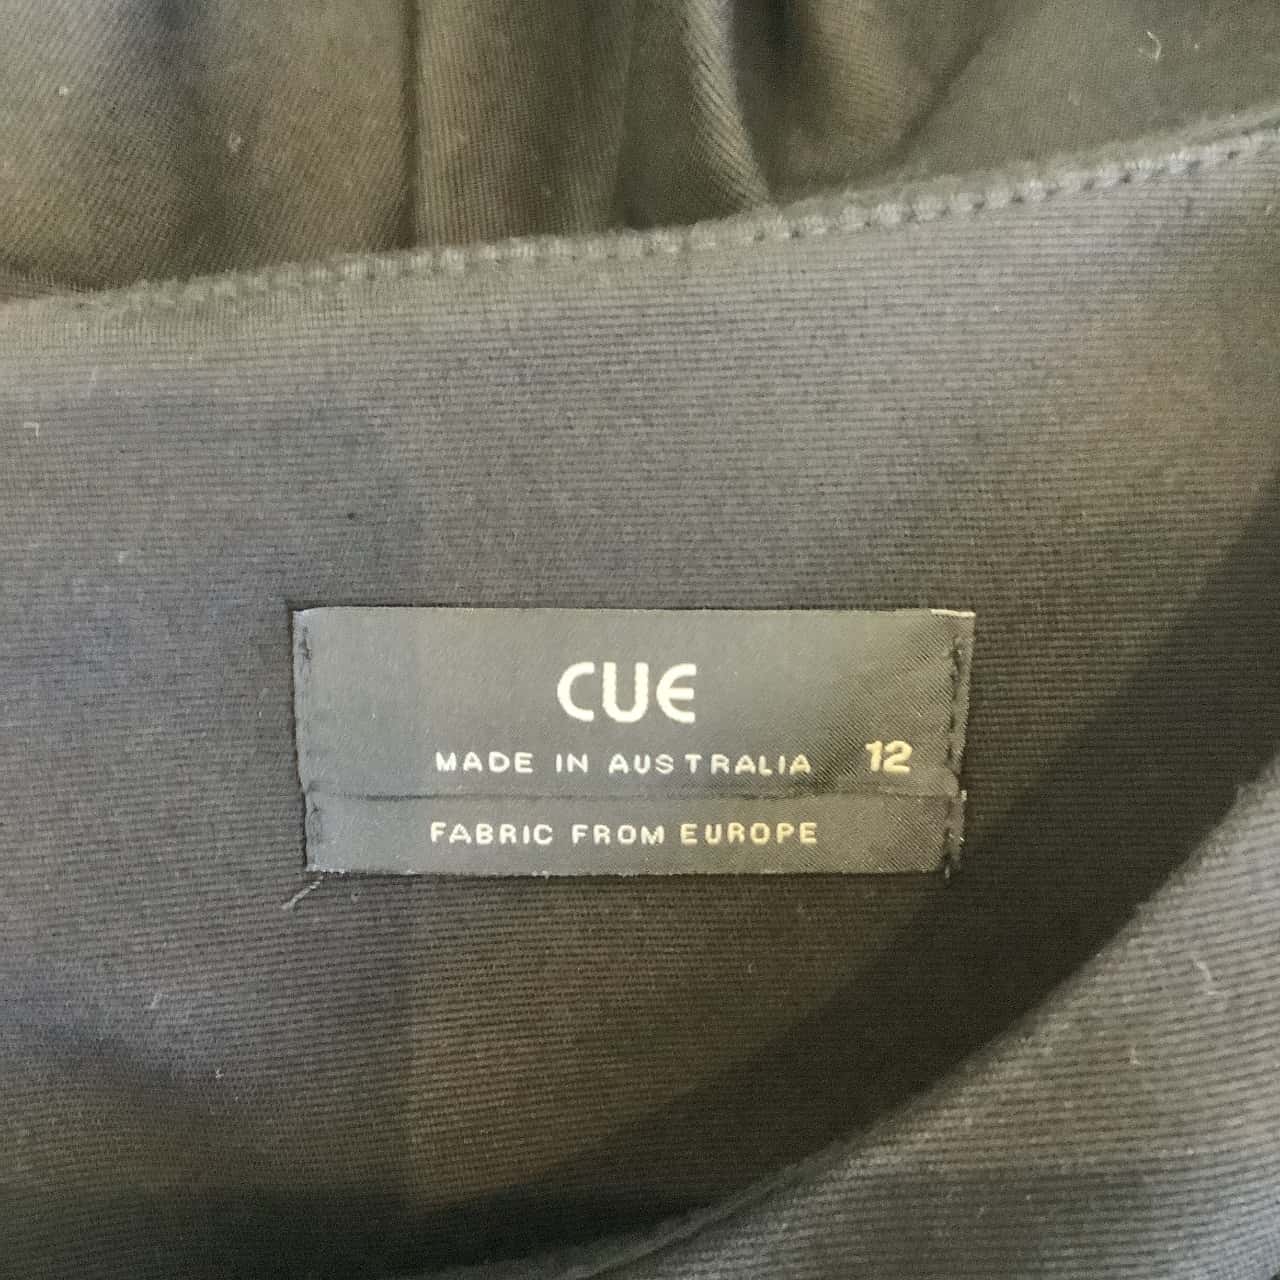 CUE
MADE IN AUSTRALIA 12
FABRIC FROM EUROPE